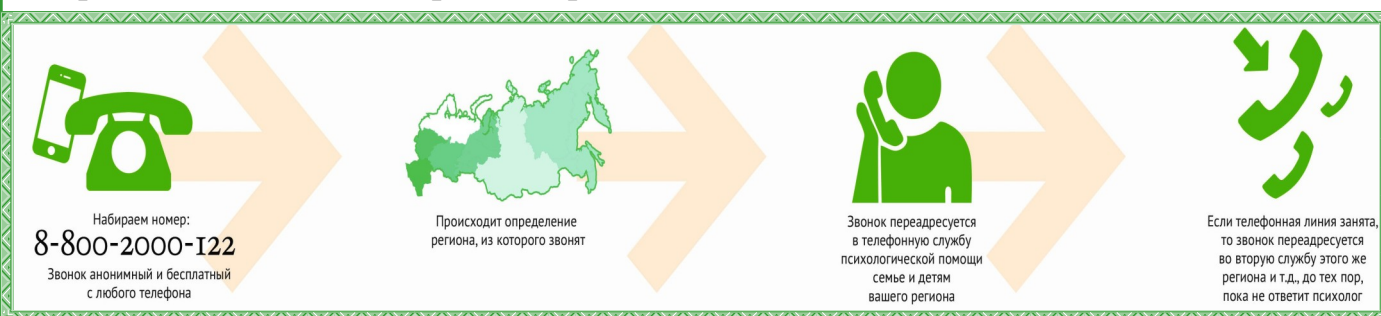 Набираем номер:
8-800-2000-122
Звонок анонимный и бесплатный
с любого телефона
Происходит определение
региона, из которого звонят
Звонок переадресуется
в телефонную службу
психологической помощи
семье и детям
вашего региона
Если телефонная линия занята,
то звонок переадресуется
во вторую службу этого же
региона и т.д., до тех пор,
пока не ответит психолог